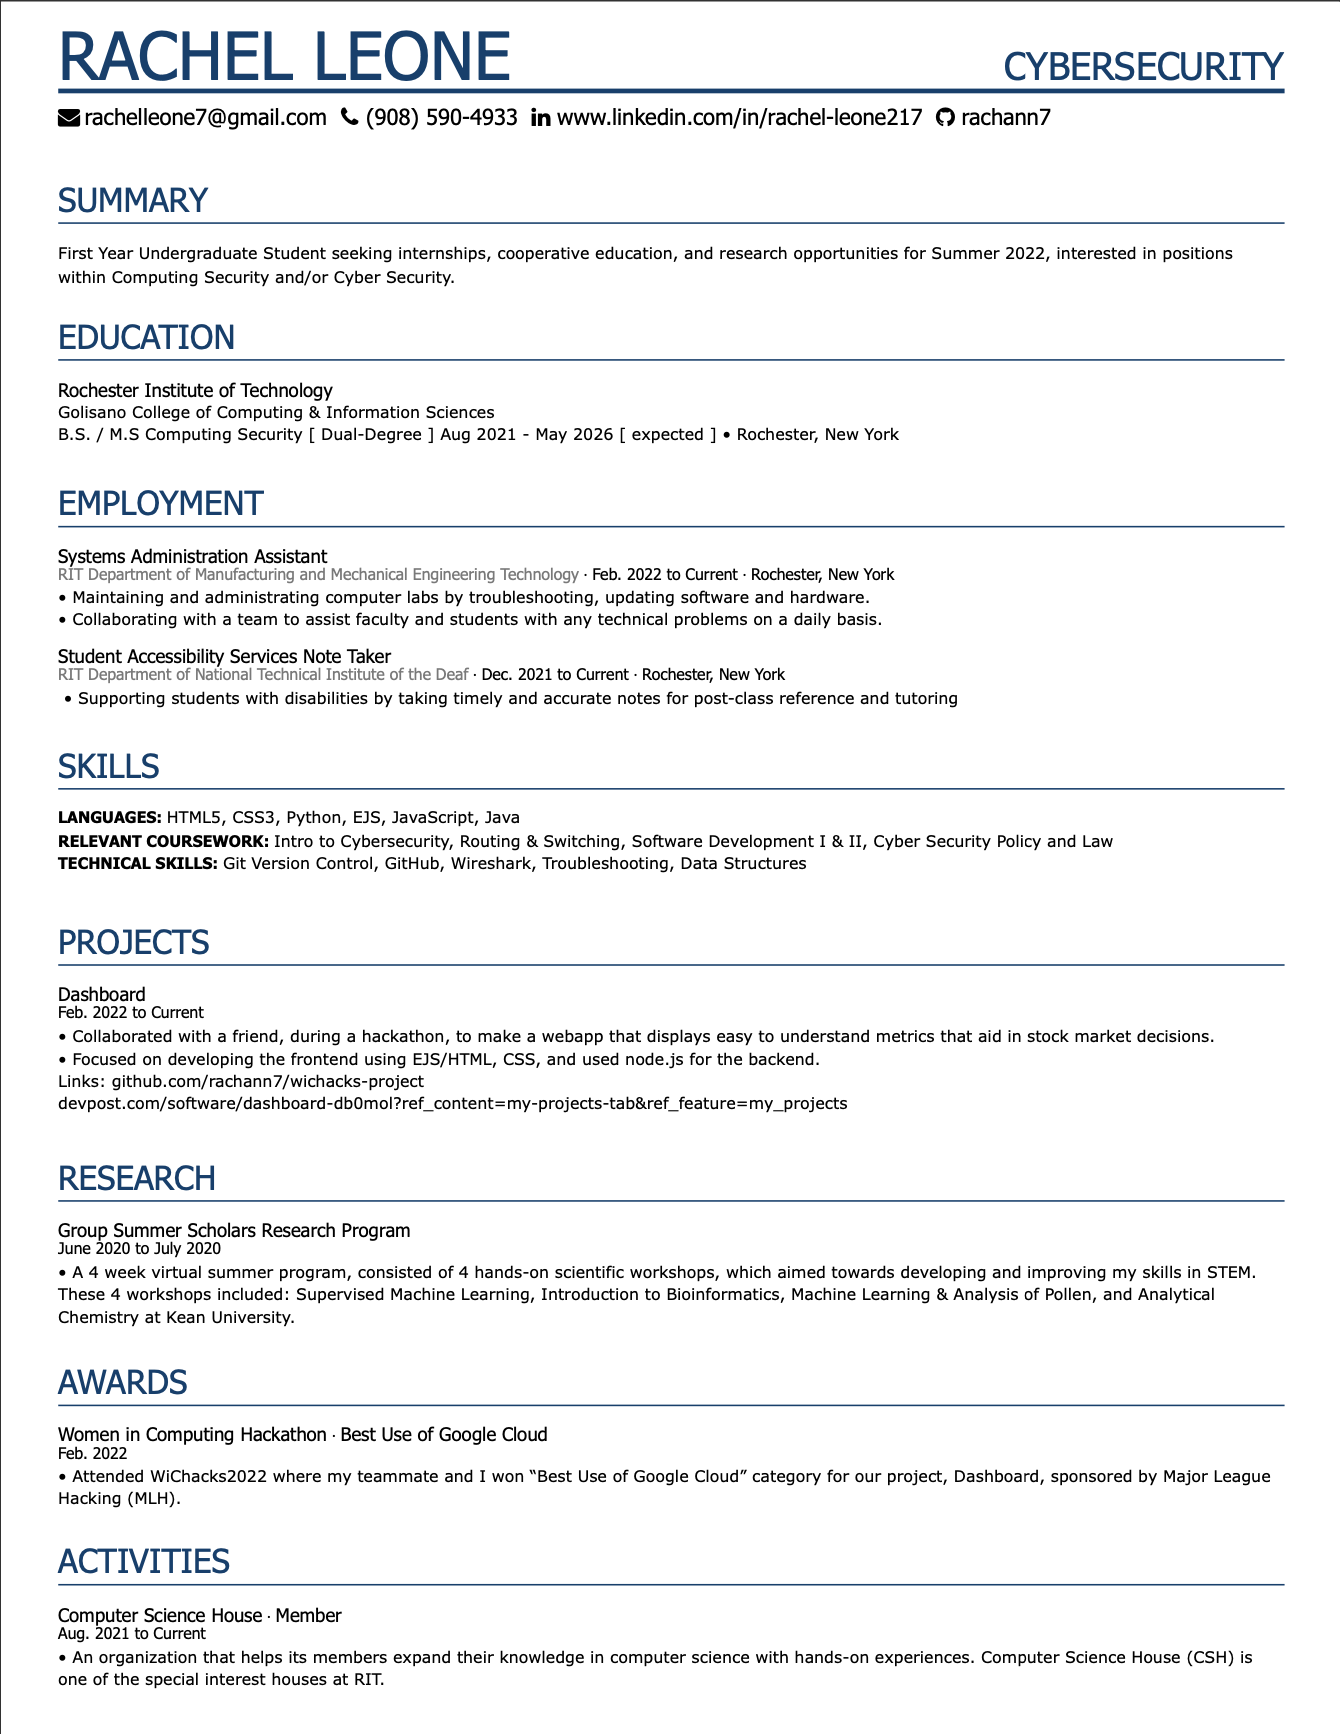 RACHEL LEONE CYBERSECURITY
rachelleone7@gmail.com (908) 590-4933 www.linkedin.com/in/rachel-leone217 rachann7
SUMMARY
First Year Undergraduate Student seeking internships, cooperative education, and research opportunities for Summer 2022, interested in positions
within Computing Security and/or Cyber Security.
EDUCATION
Rochester Institute of Technology
Golisano College of Computing & Information Sciences
B.S. / M.S Computing Security [ Dual-Degree ] Aug 2021 - May 2026 [ expected ] • Rochester, New York
EMPLOYMENT
Systems Administration Assistant
RIT Department of Manufacturing and Mechanical Engineering Technology · Feb. 2022 to Current · Rochester, New York
• Maintaining and administrating computer labs by troubleshooting, updating software and hardware.
• Collaborating with a team to assist faculty and students with any technical problems on a daily basis.
Student Accessibility Services Note Taker
RIT Department of National Technical Institute of the Deaf · Dec. 2021 to Current · Rochester, New York
• Supporting students with disabilities by taking timely and accurate notes for post-class reference and tutoring
SKILLS
LANGUAGES: HTML5, CSS3, Python, EJS, JavaScript, Java
RELEVANT COURSEWORK: Intro to Cybersecurity, Routing & Switching, Software Development I & II, Cyber Security Policy and Law
TECHNICAL SKILLS: Git Version Control, GitHub, Wireshark, Troubleshooting, Data Structures
PROJECTS
Dashboard
Feb. 2022 to Current
• Collaborated with a friend, during a hackathon, to make a webapp that displays easy to understand metrics that aid in stock market decisions.
• Focused on developing the frontend using EJS/HTML, CSS, and used node.js for the backend.
Links: github.com/rachann7/wichacks-project
devpost.com/software/dashboard-db0mol?ref_content=my-projects-tab&ref_feature=my_projects
RESEARCH
Group Summer Scholars Research Program
June 2020 to July 2020
• A 4 week virtual summer program, consisted of 4 hands-on scientific workshops, which aimed towards developing and improving my skills in STEM.
These 4 workshops included: Supervised Machine Learning, Introduction to Bioinformatics, Machine Learning & Analysis of Pollen, and Analytical
Chemistry at Kean University.
AWARDS
Women in Computing Hackathon · Best Use of Google Cloud
Feb. 2022
• Attended WiChacks2022 where my teammate and I won “Best Use of Google Cloud” category for our project, Dashboard, sponsored by Major League
Hacking (MLH).
ACTIVITIES
Computer Science House · Member
Aug. 2021 to Current
• An organization that helps its members expand their knowledge in computer science with hands-on experiences. Computer Science House (CSH) is
one of the special interest houses at RIT.